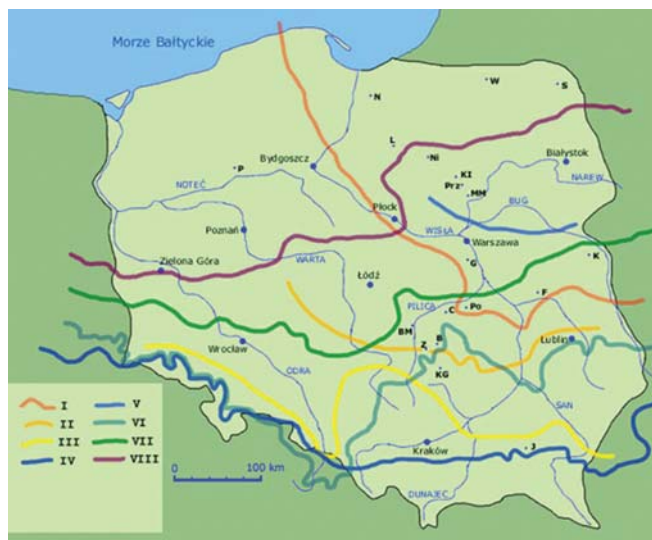 Morze Bałtyckie
N
W
S
L
Ni
Białystok
Bydgoszcz
P
KI
Prz
MM
NAREW
NOTEĆ
BUG
Płock
Poznań
WISŁA
Warszawa
Zielona Góra
WARTA
G
K
Łódź
F
PILICA
C
Po
BM
Wrocław
Z
B
Lublin
ODRA
KG
I
V
II
VI
III
VII
IV
VIII
SAN
Kraków
J
0
100 km
DUNAJEC